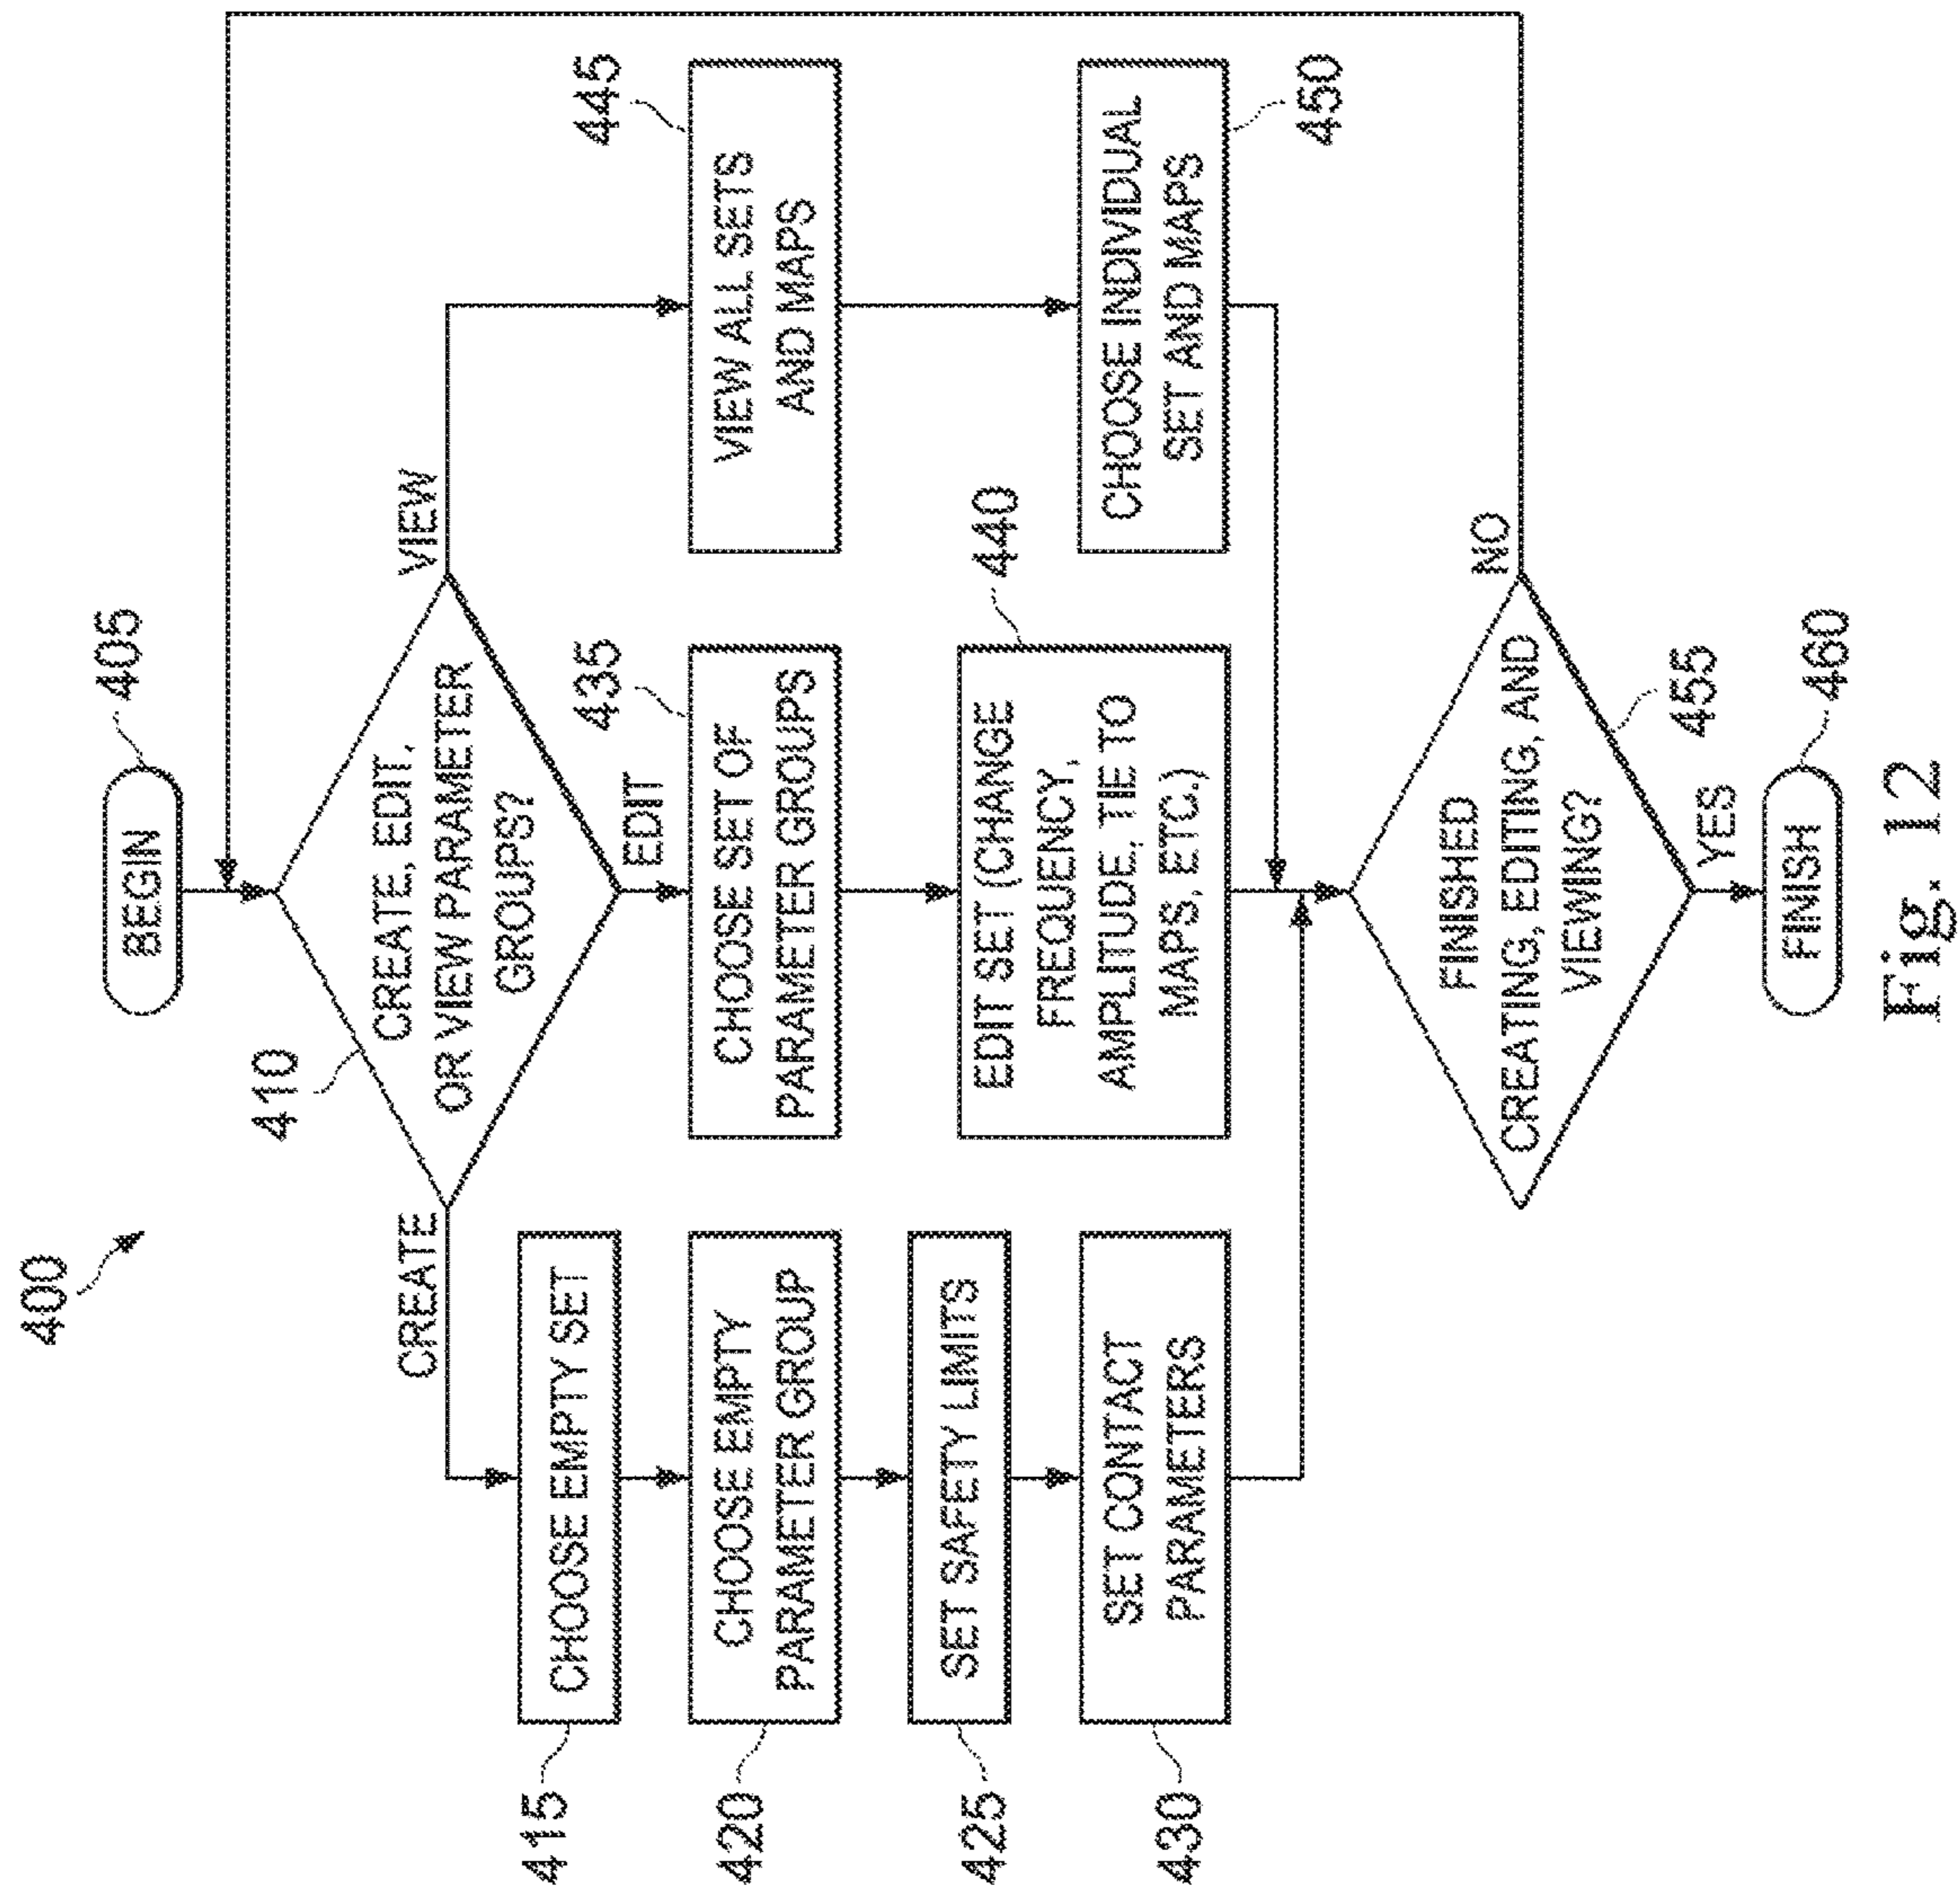 400
BEGIN
405
410
CREATE, EDIT,
OR VIEW PARAMETER
GROUPS?
CREATE
EDIT
VIEW
415
CHOOSE EMPTY SET
420
CHOOSE EMPTY
PARAMETER GROUP
425
SET SAFETY LIMITS
430
SET CONTACT
PARAMETERS
435
CHOOSE SET OF
PARAMETER GROUPS
440
EDIT SET (CHANGE
FREQUENCY,
AMPLITUDE, TIE TO
MAPS, ETC.)
445
VIEW ALL SETS
AND MAPS
450
CHOOSE INDIVIDUAL
SET AND MAPS
FINISHED
CREATING, EDITING, AND
VIEWING?
455
NO
YES
FINISH
460
Fig. 12